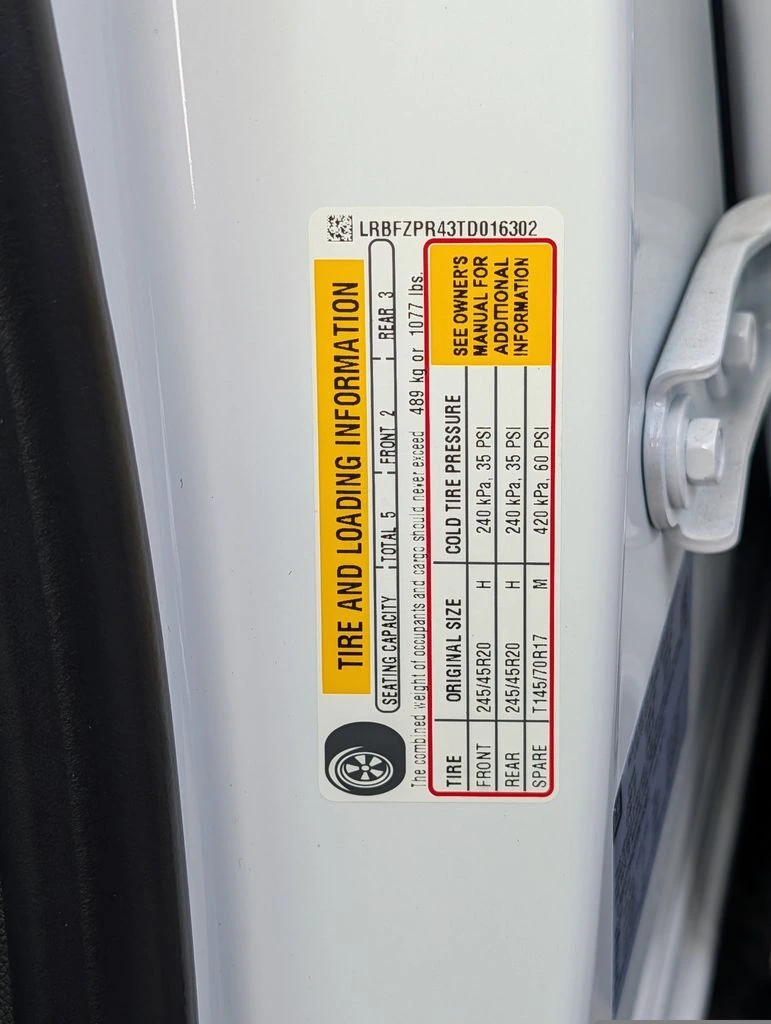 LRBFZPR43TD016302
TIRE AND LOADING INFORMATION
SEATING CAPACITY TOTAL 5 FRONT 2 REAR 3
The combined weight of occupants and cargo should never exceed 489 kg or 1077 lbs.
TIRE ORIGINAL SIZE COLD TIRE PRESSURE
FRONT 245/45R20 H 240 kPa, 35 PSI
REAR 245/45R20 H 240 kPa, 35 PSI
SPARE T145/70R17 M 420 kPa, 60 PSI
SEE OWNER'S
MANUAL FOR
ADDITIONAL
INFORMATION